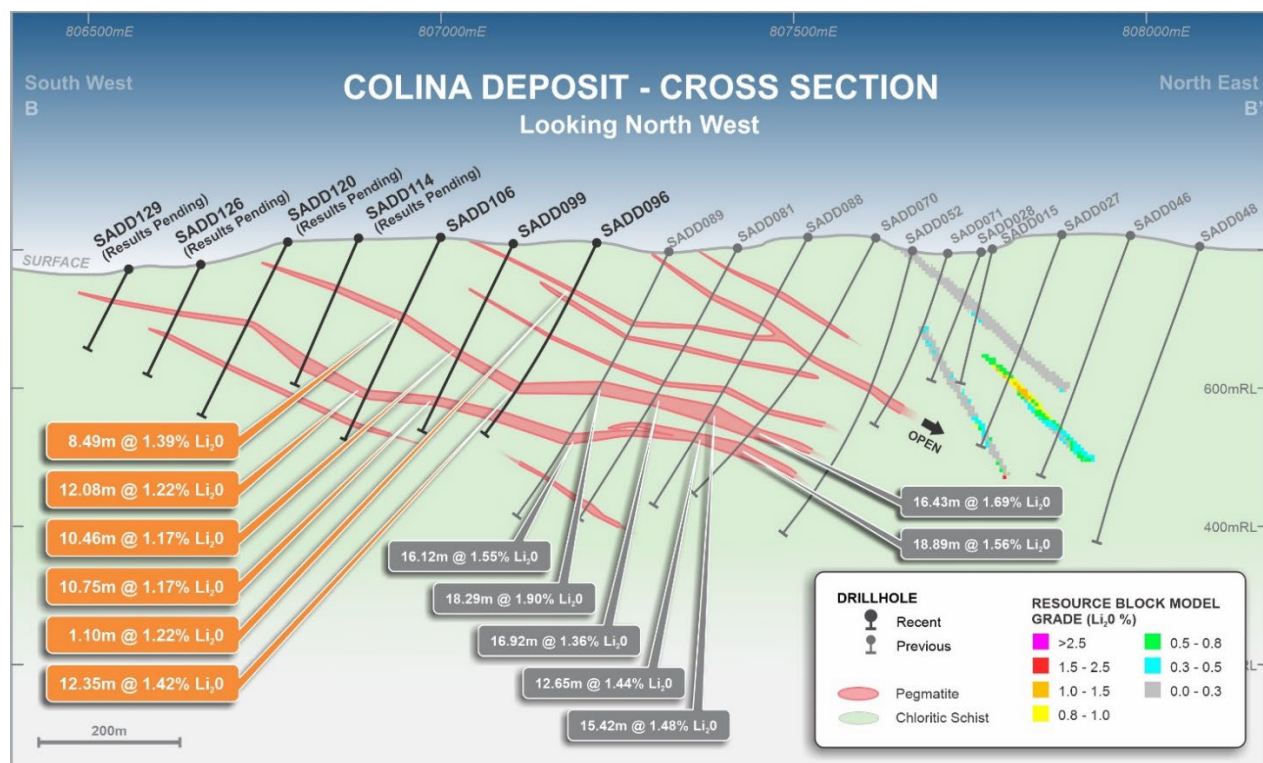 806500mE
807000mE
807500mE
808000mE
South West
B
COLINA DEPOSIT - CROSS SECTION
Looking North West
North East
B'
SADD129
(Results Pending)
SADD126
(Results Pending)
SADD120
(Results Pending)
SADD114
(Results Pending)
SADD106
SADD099
SADD096
SADD089
SADD081
SADD088
SADD070
SADD052
SADD071
SADD028
SADD015
SADD027
SADD046
SADD048
SURFACE
600mRL
OPEN
400mRL
8.49m @ 1.39% Li₂0
12.08m @ 1.22% Li₂0
10.46m @ 1.17% Li₂0
10.75m @ 1.17% Li₂0
1.10m @ 1.22% Li₂0
12.35m @ 1.42% Li₂0
16.12m @ 1.55% Li₂0
18.29m @ 1.90% Li₂0
16.92m @ 1.36% Li₂0
12.65m @ 1.44% Li₂0
15.42m @ 1.48% Li₂0
16.43m @ 1.69% Li₂0
18.89m @ 1.56% Li₂0
200m
DRILLHOLE
Recent
Previous
Pegmatite
Chloritic Schist
RESOURCE BLOCK MODEL
GRADE (Li₂0 %)
>2.5
1.5 - 2.5
1.0 - 1.5
0.8 - 1.0
0.5 - 0.8
0.3 - 0.5
0.0 - 0.3